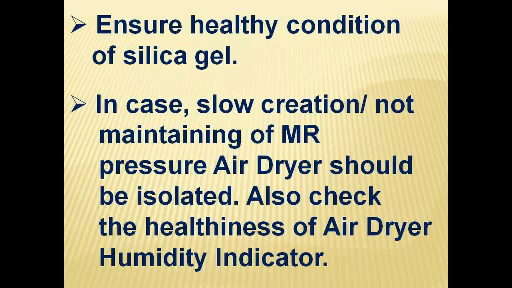 ➢ Ensure healthy condition
of silica gel.
➢ In case, slow creation/ not
maintaining of MR
pressure Air Dryer should
be isolated. Also check
the healthiness of Air Dryer
Humidity Indicator.